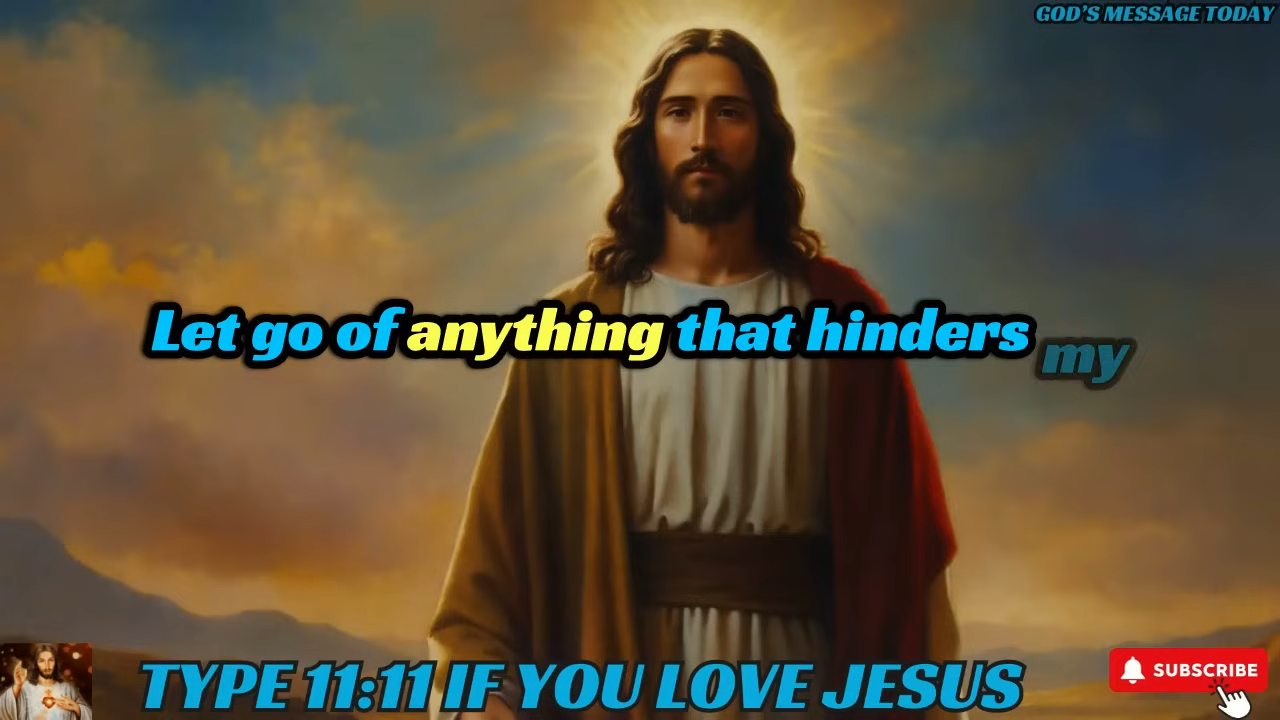 GOD'S MESSAGE TODAY
Let go of anything that hinders my
TYPE 11:11 IF YOU LOVE JESUS
SUBSCRIBE